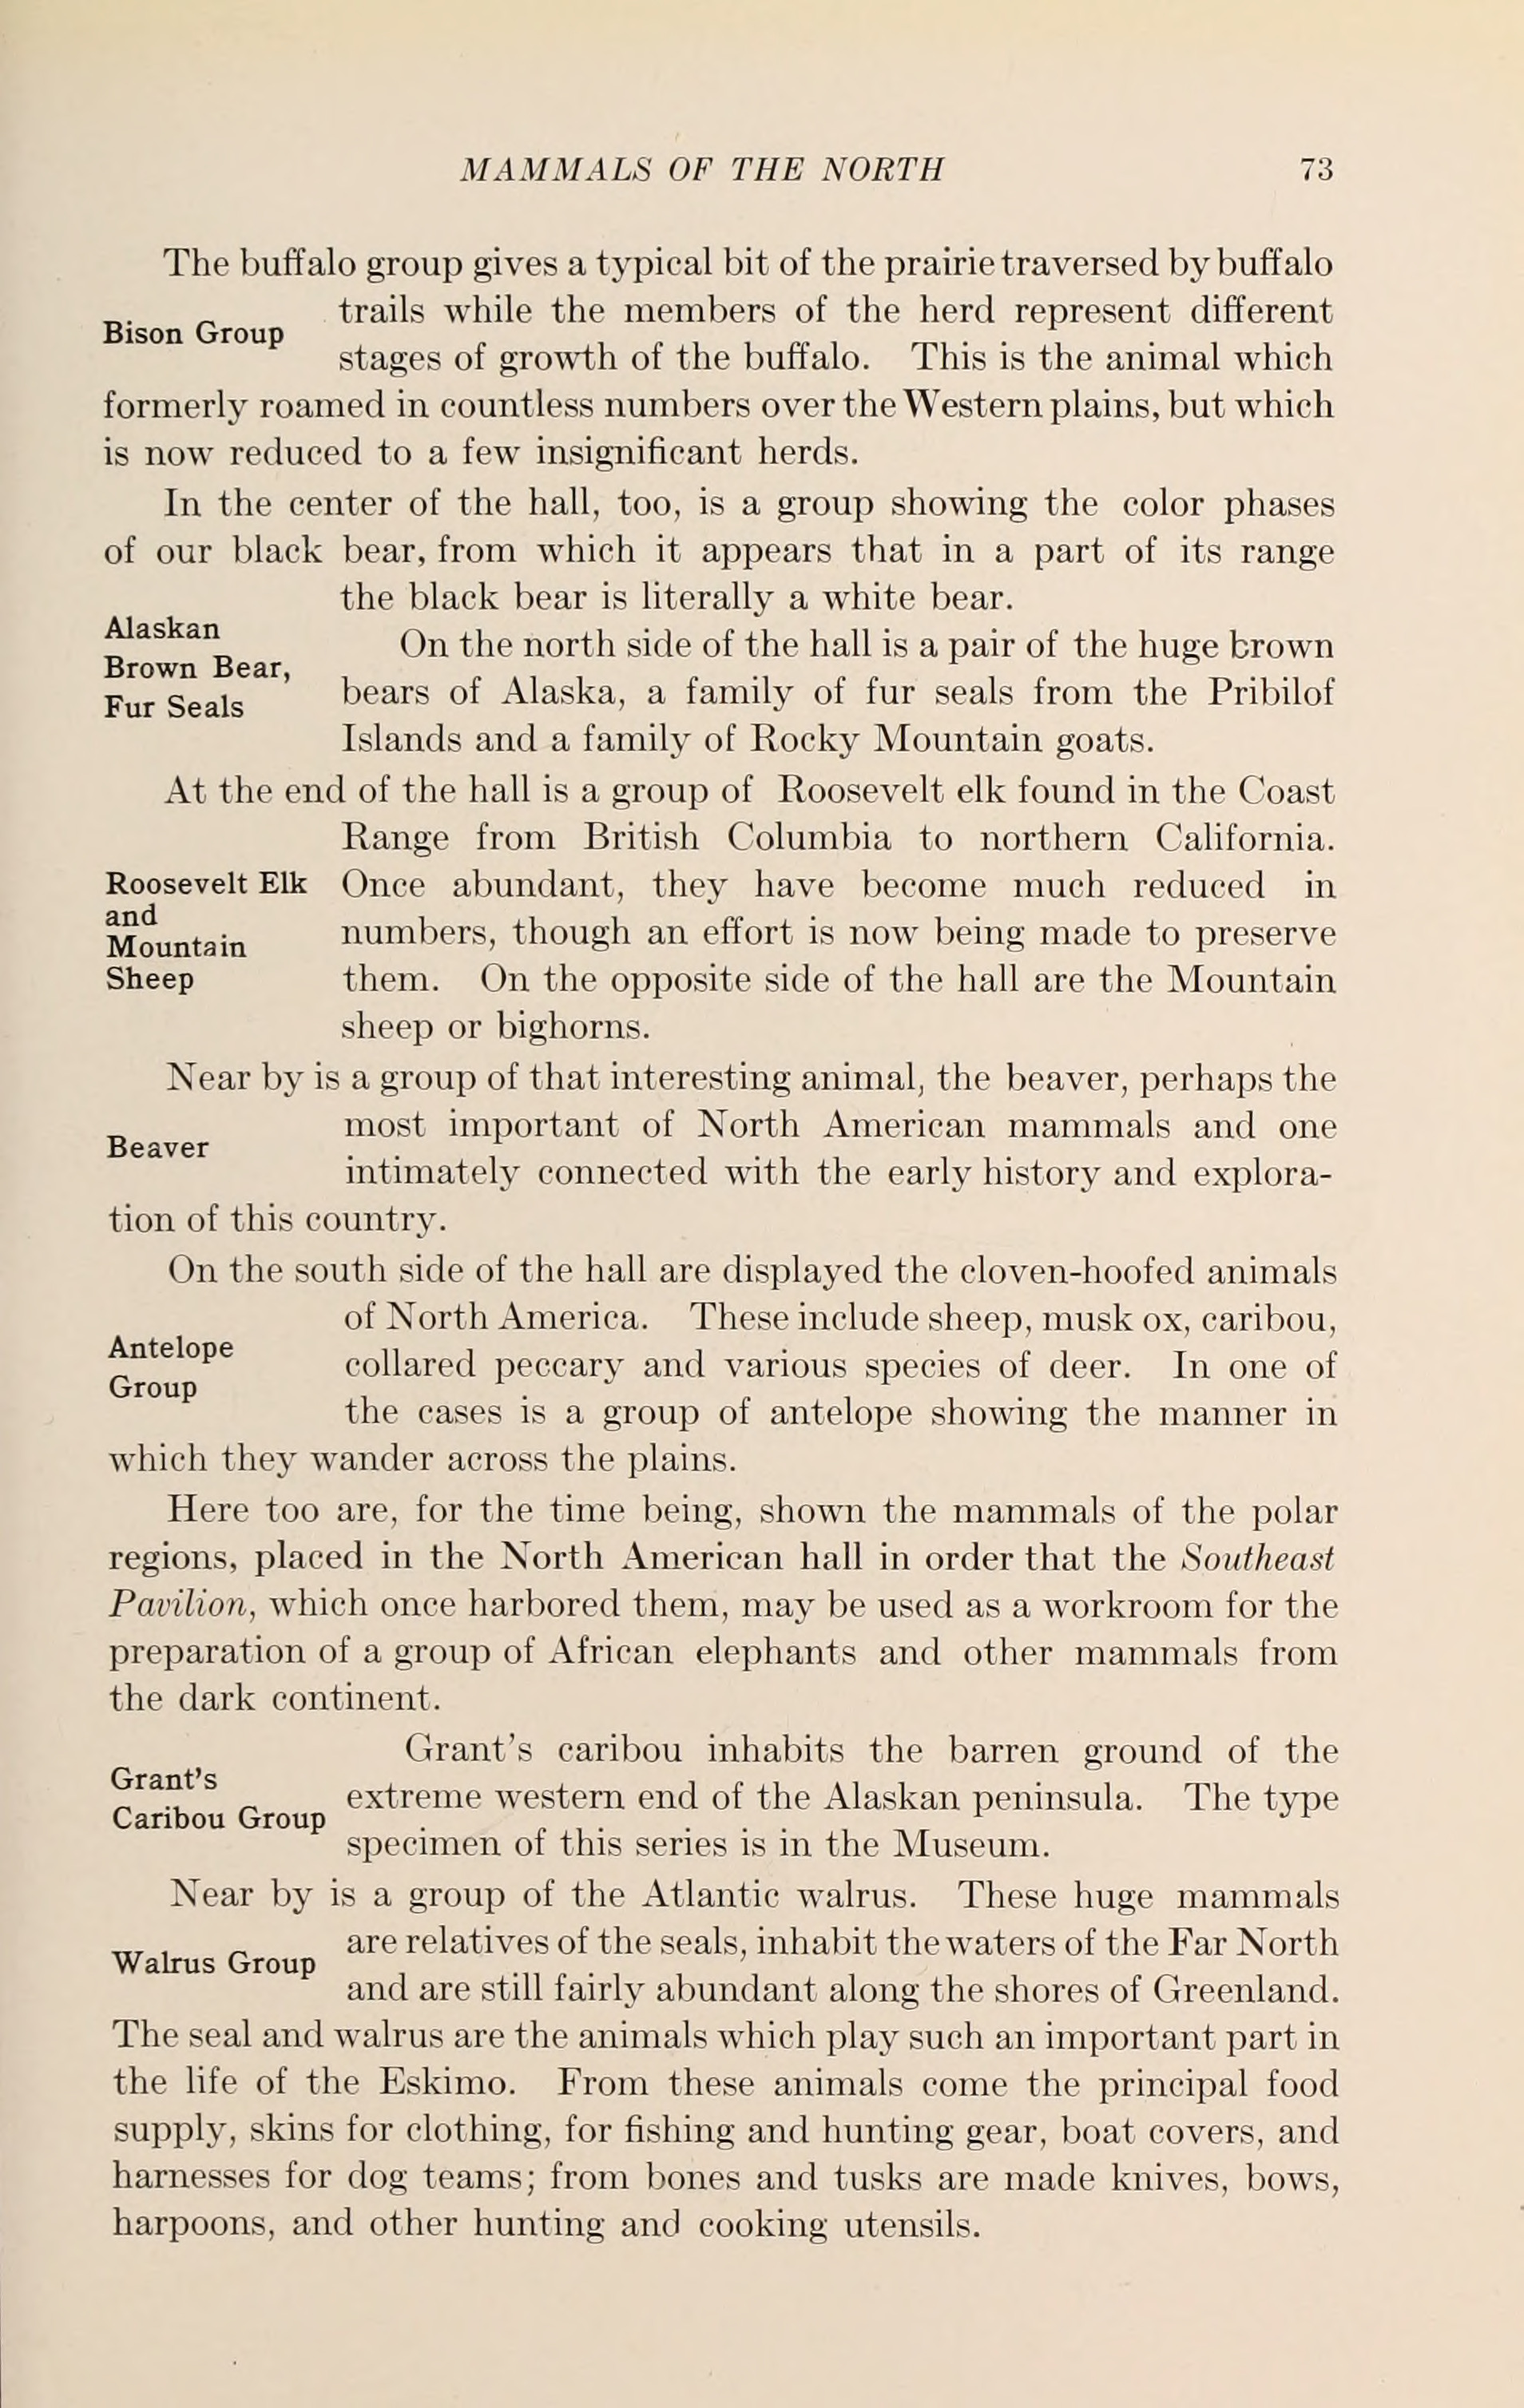 MAMMALS OF THE NORTH 73
The buffalo group gives a typical bit of the prairie traversed by buffalo
Bison Group
trails while the members of the herd represent different
stages of growth of the buffalo. This is the animal which
formerly roamed in countless numbers over the Western plains, but which
is now reduced to a few insignificant herds.
In the center of the hall, too, is a group showing the color phases
of our black bear, from which it appears that in a part of its range
the black bear is literally a white bear.
Alaskan
Brown Bear,
Fur Seals
On the north side of the hall is a pair of the huge brown
bears of Alaska, a family of fur seals from the Pribilof
Islands and a family of Rocky Mountain goats.
At the end of the hall is a group of Roosevelt elk found in the Coast
Range from British Columbia to northern California.
Roosevelt Elk
and
Mountain
Sheep
Once abundant, they have become much reduced in
numbers, though an effort is now being made to preserve
them. On the opposite side of the hall are the Mountain
sheep or bighorns.
Near by is a group of that interesting animal, the beaver, perhaps the
Beaver
most important of North American mammals and one
intimately connected with the early history and explora-
tion of this country.
On the south side of the hall are displayed the cloven-hoofed animals
Antelope
Group
of North America. These include sheep, musk ox, caribou,
collared peccary and various species of deer. In one of
the cases is a group of antelope showing the manner in
which they wander across the plains.
Here too are, for the time being, shown the mammals of the polar
regions, placed in the North American hall in order that the Southeast
Pavilion, which once harbored them, may be used as a workroom for the
preparation of a group of African elephants and other mammals from
the dark continent.
Grant's
Caribou Group
Grant's caribou inhabits the barren ground of the
extreme western end of the Alaskan peninsula. The type
specimen of this series is in the Museum.
Near by is a group of the Atlantic walrus. These huge mammals
Walrus Group
are relatives of the seals, inhabit the waters of the Far North
and are still fairly abundant along the shores of Greenland.
The seal and walrus are the animals which play such an important part in
the life of the Eskimo. From these animals come the principal food
supply, skins for clothing, for fishing and hunting gear, boat covers, and
harnesses for dog teams; from bones and tusks are made knives, bows,
harpoons, and other hunting and cooking utensils.